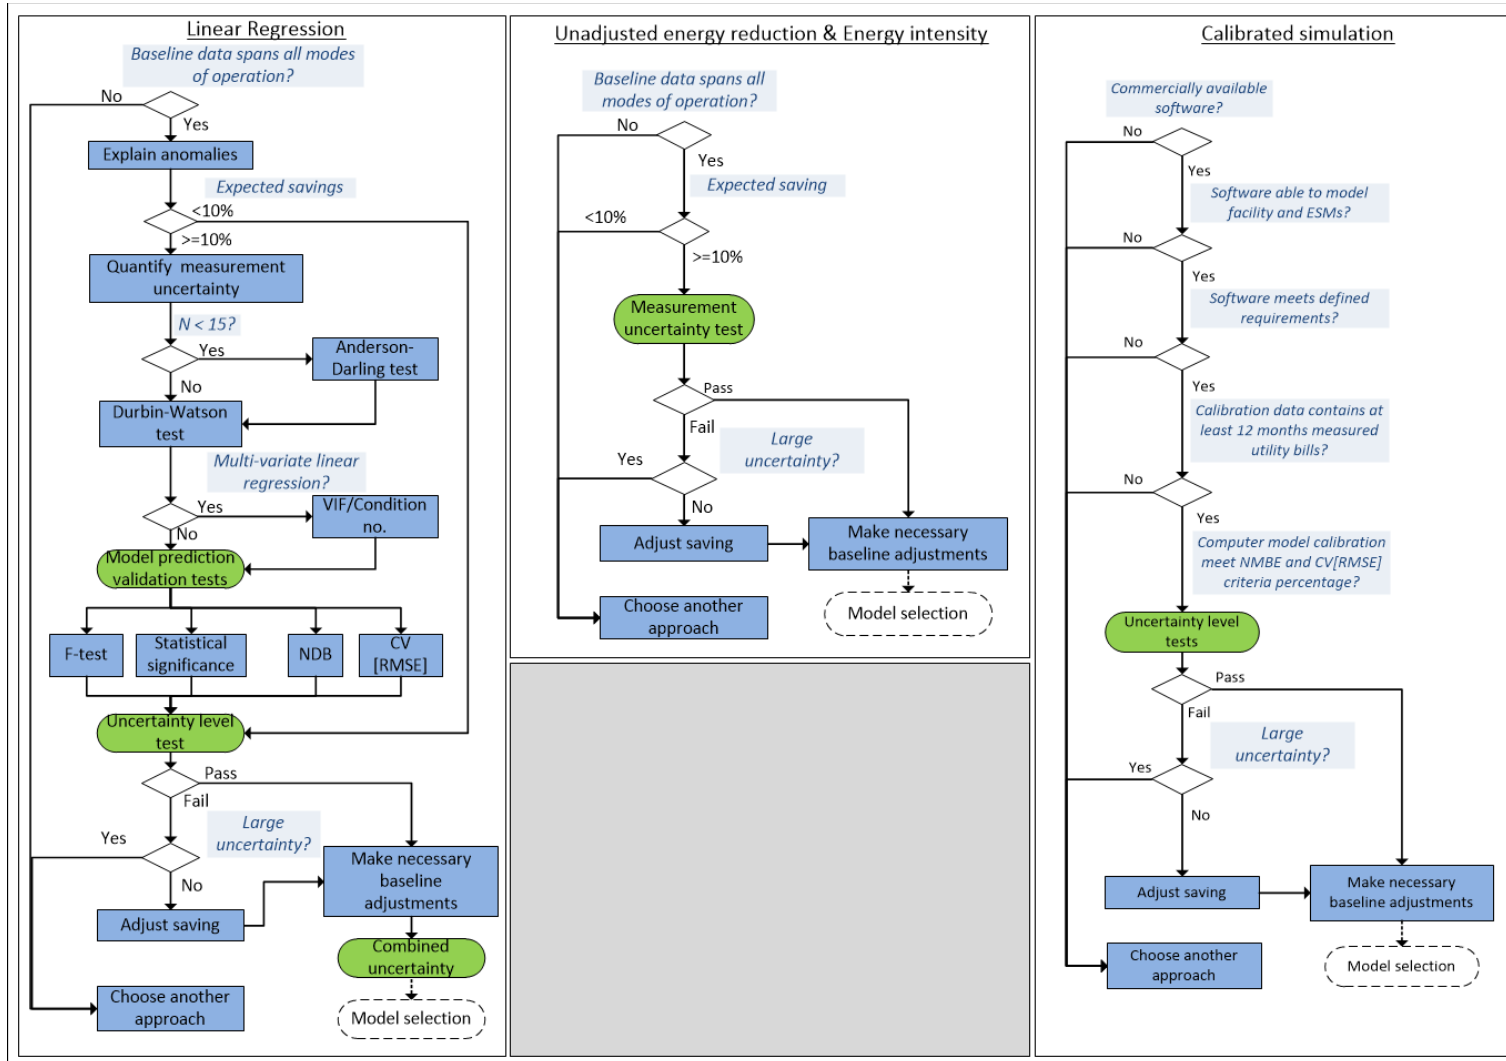 Linear Regression
Baseline data spans all modes
of operation?
No
Yes
Explain anomalies
Expected savings
<10%
>=10%
Quantify measurement
uncertainty
N < 15?
Yes
Anderson-
Darling test
No
Durbin-Watson
test
Multi-variate linear
regression?
Yes
VIF/Condition
no.
No
Model prediction
validation tests
F-test
Statistical
significance
NDB
CV
[RMSE]
Uncertainty level
test
Pass
Fail
Large
uncertainty?
Yes
No
Make necessary
baseline
adjustments
Adjust saving
Combined
uncertainty
Choose another
approach
Model selection
Unadjusted energy reduction & Energy intensity
Baseline data spans all
modes of operation?
No
Yes
Expected saving
<10%
>=10%
Measurement
uncertainty test
Pass
Fail
Large
uncertainty?
Yes
No
Adjust saving
Make necessary
baseline adjustments
Choose another
approach
Model selection
Calibrated simulation
Commercially available
software?
No
Yes
Software able to model
facility and ESMs?
No
Yes
Software meets defined
requirements?
No
Yes
Calibration data contains at
least 12 months measured
utility bills?
No
Yes
Computer model calibration
meet NMBE and CV[RMSE]
criteria percentage?
Uncertainty level
tests
Pass
Fail
Large
uncertainty?
Yes
No
Adjust saving
Make necessary
baseline adjustments
Choose another
approach
Model selection